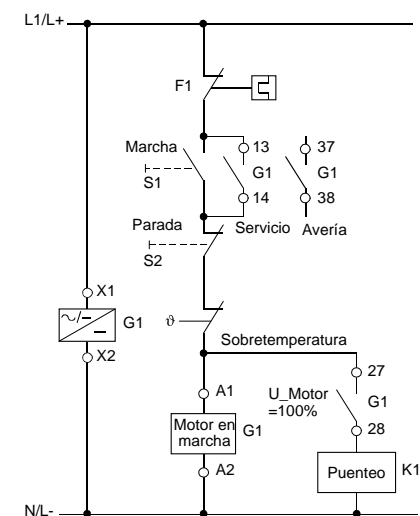 L1/L+
F1
Marcha
S1
13
G1
14
Servicio
37
G1
38
Avería
Parada
S2
X1
~/-
-
G1
X2
ϑ
Sobretemperatura
A1
Motor en
marcha
G1
A2
U_Motor
=100%
27
G1
28
Puenteo
K1
N/L-